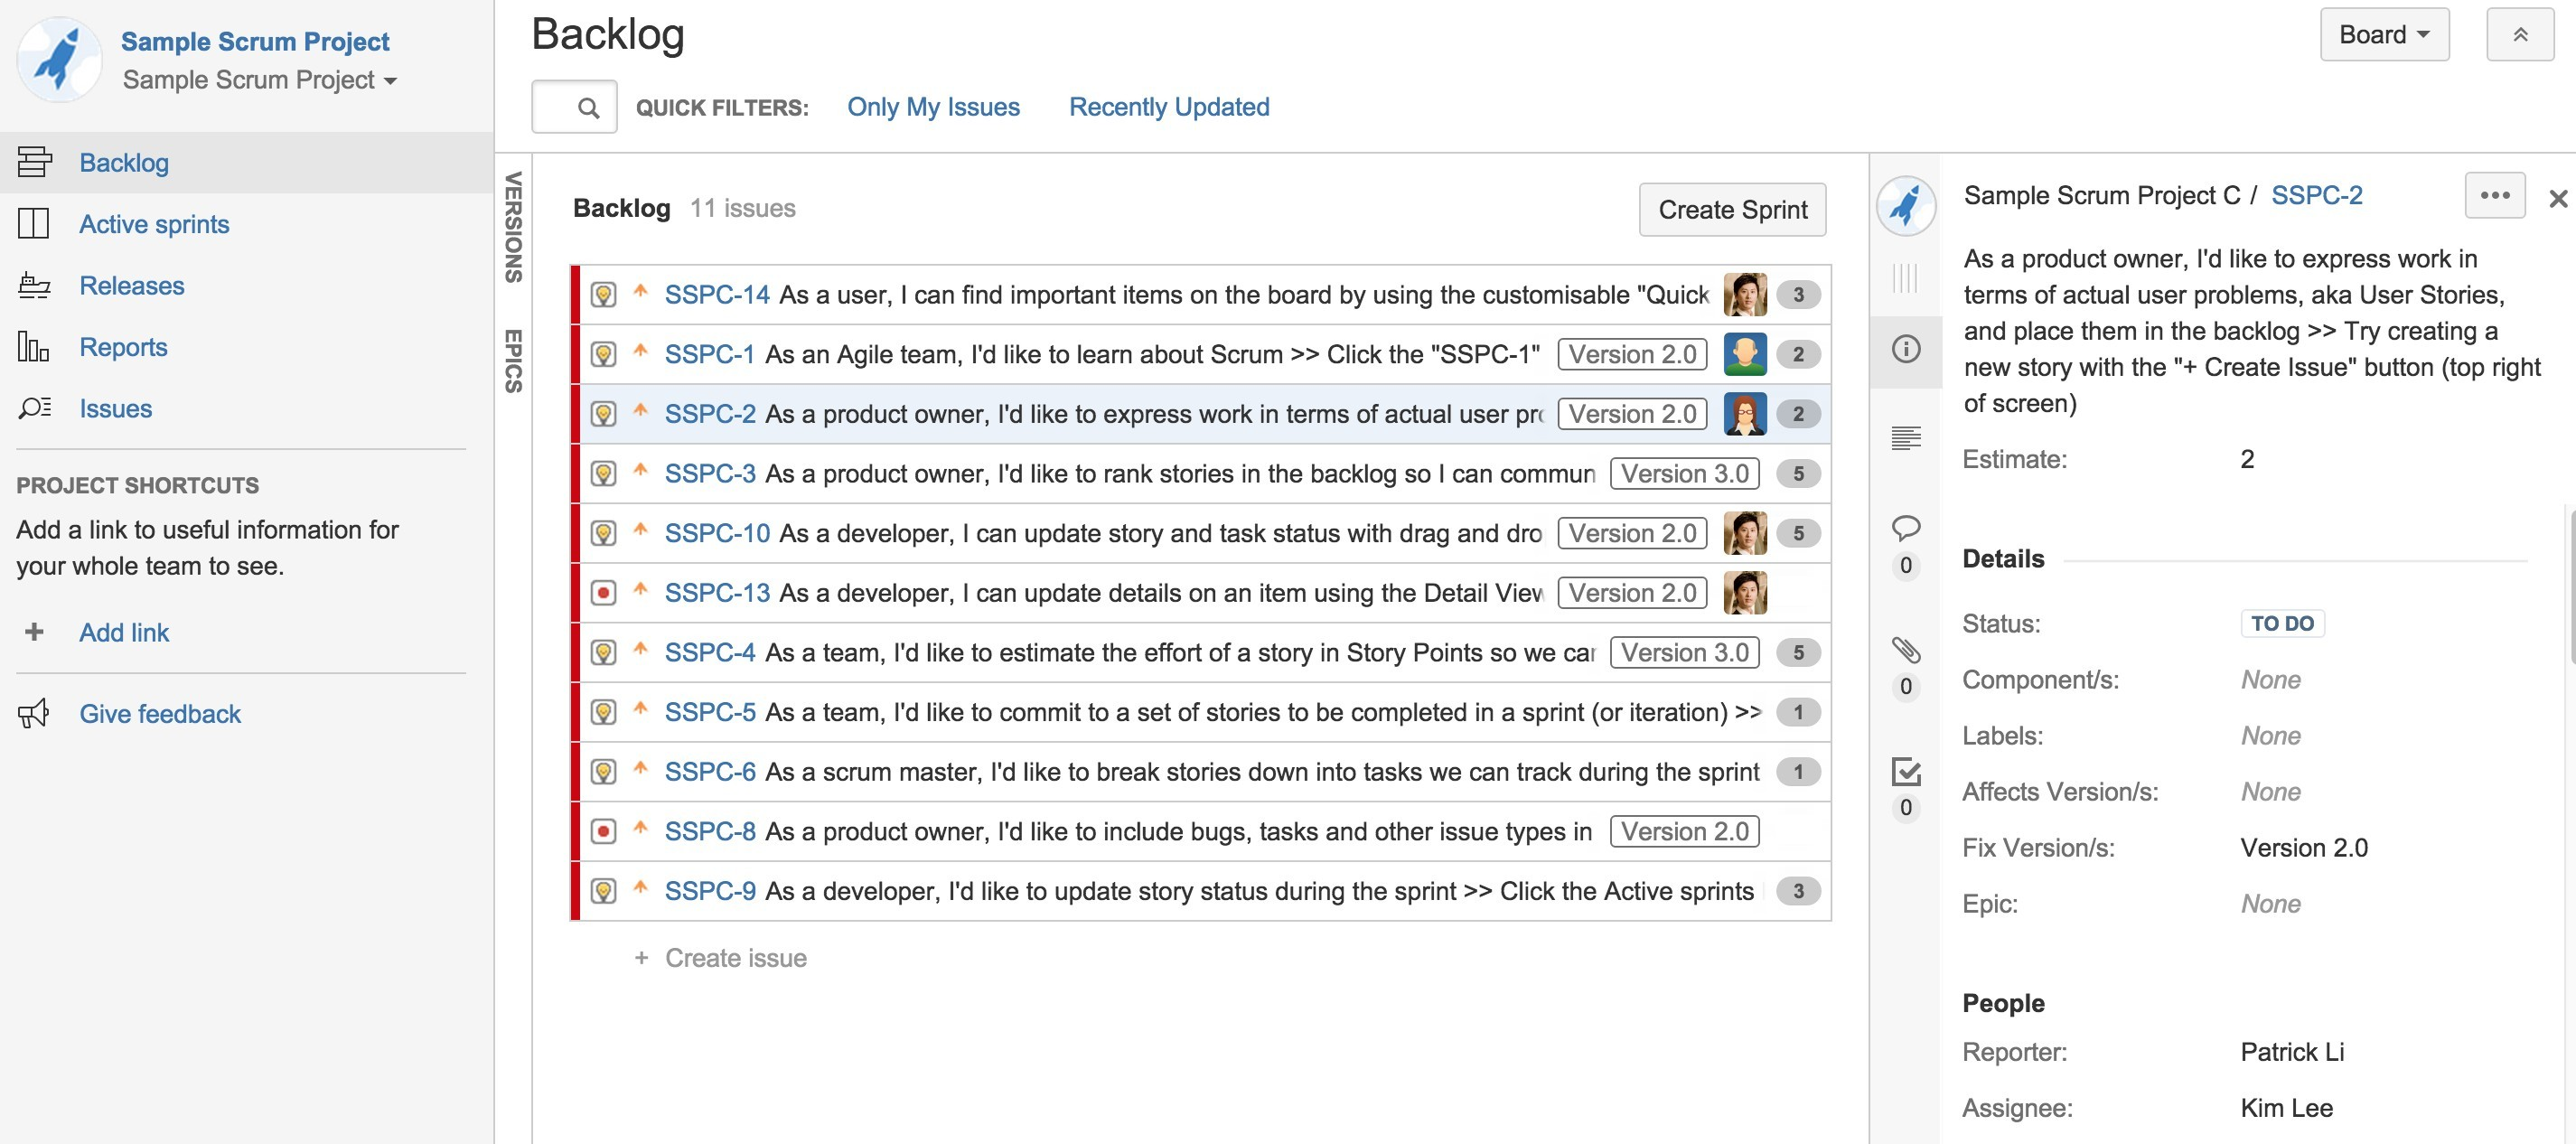 Sample Scrum Project
Sample Scrum Project
Backlog
Active sprints
Releases
Reports
Issues
PROJECT SHORTCUTS
Add a link to useful information for
your whole team to see.
+ Add link
Give feedback
Backlog
Board
QUICK FILTERS: Only My Issues Recently Updated
VERSIONS
EPICS
Backlog 11 issues
Create Sprint
SSPC-14 As a user, I can find important items on the board by using the customisable "Quick 3
SSPC-1 As an Agile team, I'd like to learn about Scrum >> Click the "SSPC-1" Version 2.0 2
SSPC-2 As a product owner, I'd like to express work in terms of actual user pro Version 2.0 2
SSPC-3 As a product owner, I'd like to rank stories in the backlog so I can commun Version 3.0 5
SSPC-10 As a developer, I can update story and task status with drag and dro Version 2.0 5
SSPC-13 As a developer, I can update details on an item using the Detail View Version 2.0
SSPC-4 As a team, I'd like to estimate the effort of a story in Story Points so we can Version 3.0 5
SSPC-5 As a team, I'd like to commit to a set of stories to be completed in a sprint (or iteration) >> 1
SSPC-6 As a scrum master, I'd like to break stories down into tasks we can track during the sprint 1
SSPC-8 As a product owner, I'd like to include bugs, tasks and other issue types in Version 2.0
SSPC-9 As a developer, I'd like to update story status during the sprint >> Click the Active sprints 3
+ Create issue
0
0
0
Sample Scrum Project C / SSPC-2
As a product owner, I'd like to express work in
terms of actual user problems, aka User Stories,
and place them in the backlog >> Try creating a
new story with the "+ Create Issue" button (top right
of screen)
Estimate: 2
Details
Status: TO DO
Component/s: None
Labels: None
Affects Version/s: None
Fix Version/s: Version 2.0
Epic: None
People
Reporter: Patrick Li
Assignee: Kim Lee